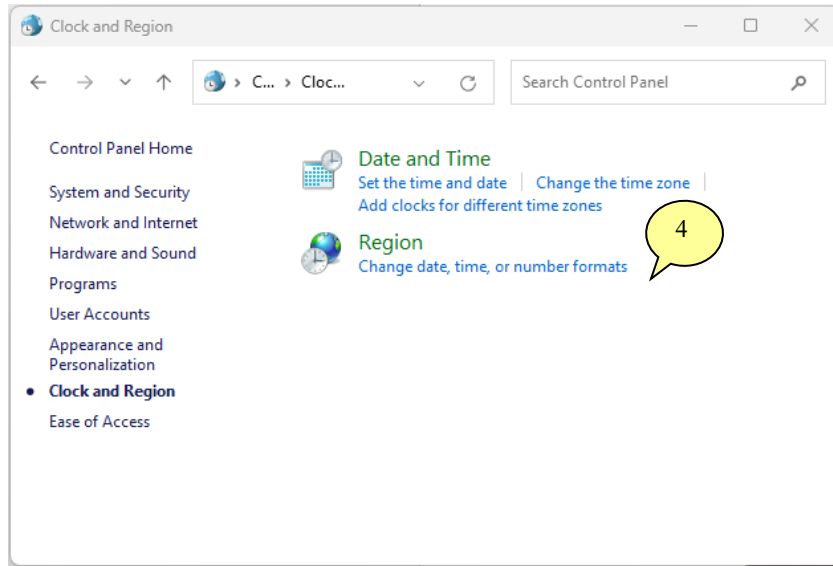 Clock and Region
C... > Cloc...
Search Control Panel
Control Panel Home
System and Security
Network and Internet
Hardware and Sound
Programs
User Accounts
Appearance and
Personalization
Clock and Region
Ease of Access
Date and Time
Set the time and date
Change the time zone
Add clocks for different time zones
Region
Change date, time, or number formats
4